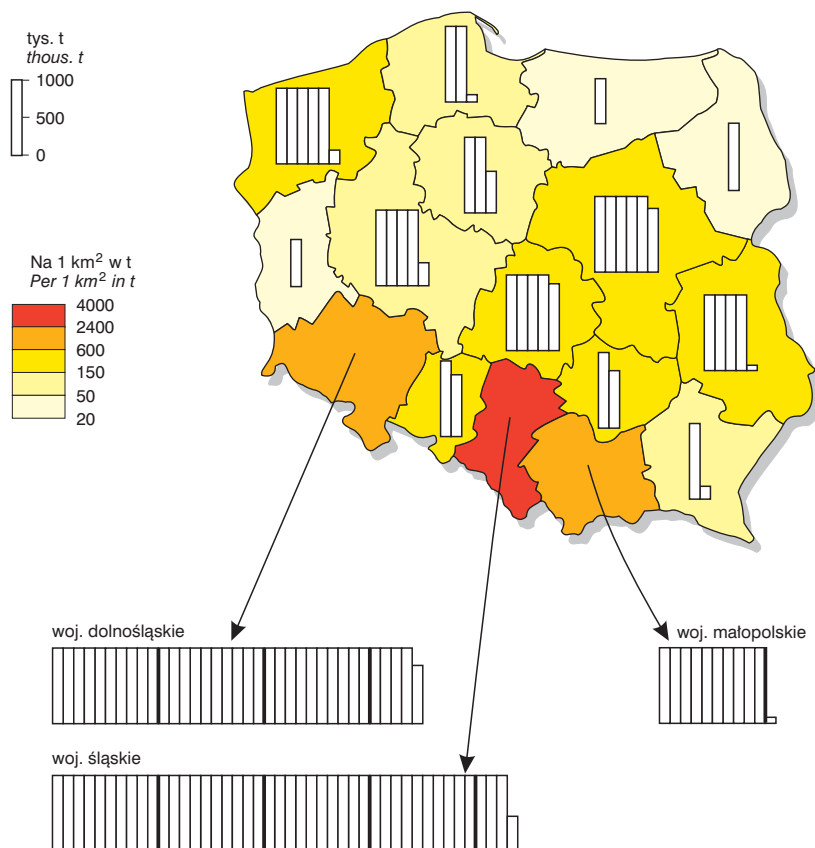 tys. t
thous. t
1000
500
0
Na 1 km² w t
Per 1 km² in t
4000
2400
600
150
50
20
woj. dolnośląskie
woj. małopolskie
woj. śląskie